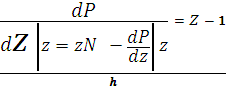 dP
dZ | z = zN − dP/dz | z = Z − 1
h